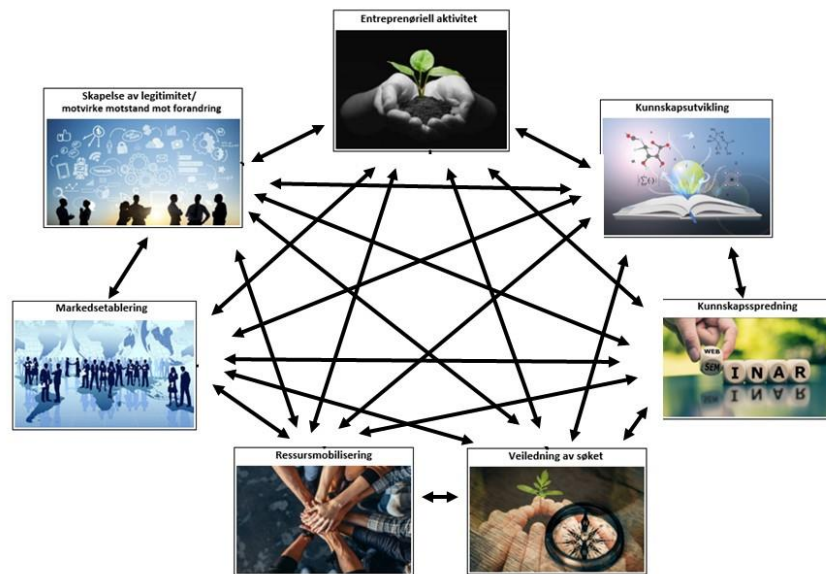 Entreprenøriell aktivitet
Skapelse av legitimitet/
motvirke motstand mot forandring
Kunnskapsutvikling
Markedsetablering
Kunnskapsspredning
WEB
SEM
INAR
Ressursmobilisering
Veiledning av søket